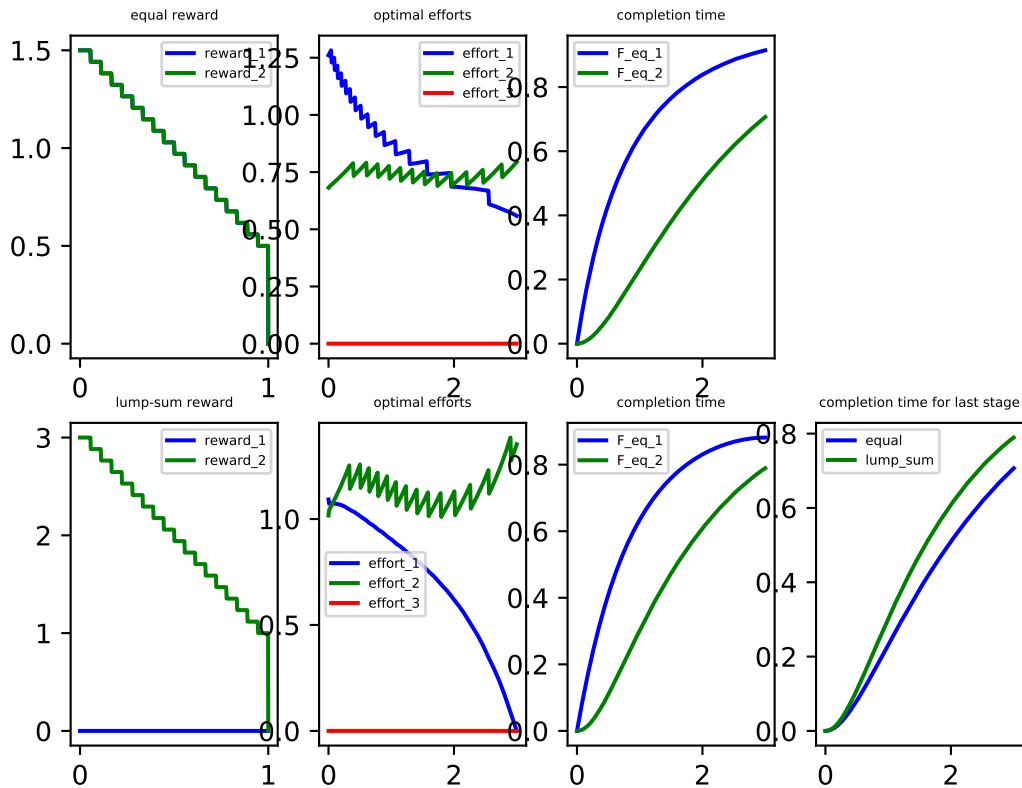 equal reward
1.5
1.0
0.5
0.0
0
1
reward_1
reward_2
optimal efforts
1.25
1.00
0.75
0.50
0.25
0.00
0
2
effort_1
effort_2
effort_3
completion time
0.8
0.6
0.4
0.2
0.0
0
2
F_eq_1
F_eq_2
lump-sum reward
3
2
1
0
0
1
reward_1
reward_2
optimal efforts
1.0
0.5
0.0
0
2
effort_1
effort_2
effort_3
completion time
0.8
0.6
0.4
0.2
0.0
0
2
F_eq_1
F_eq_2
completion time for last stage
0.8
0.6
0.4
0.2
0.0
0
2
equal
lump_sum